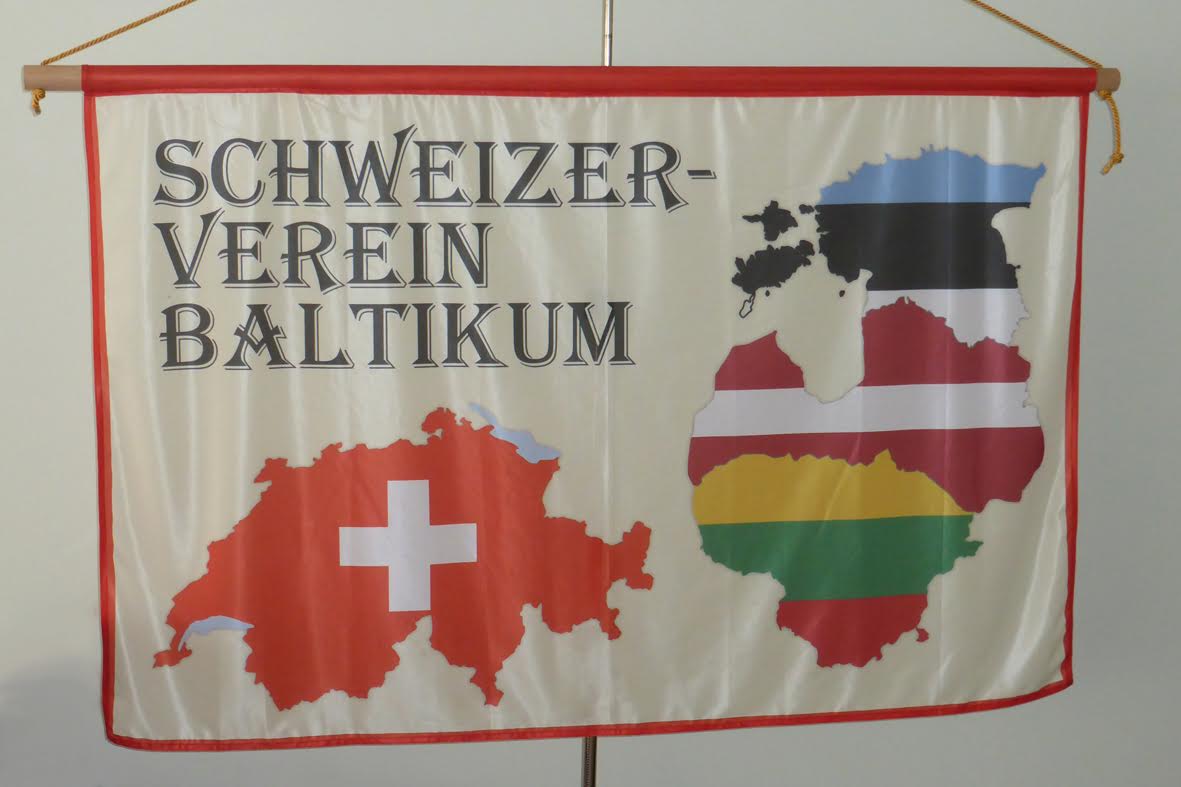 SCHWEIZER-
VEREIN
BALTIKUM